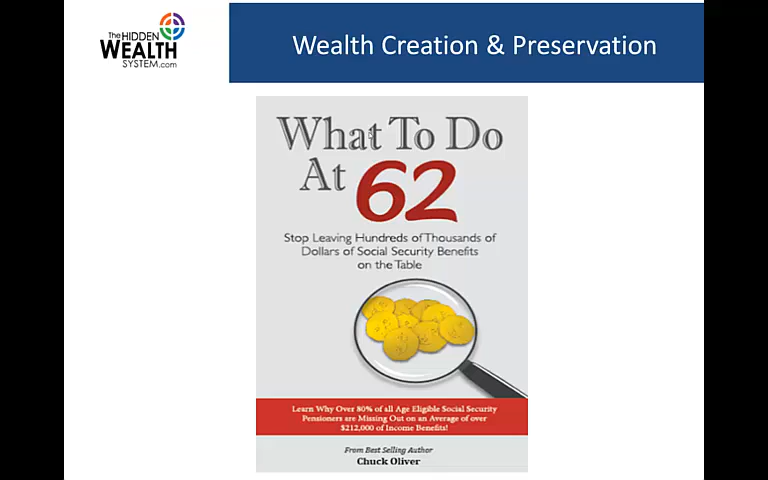 The HIDDEN
WEALTH
SYSTEM.com
Wealth Creation & Preservation
What To Do
At 62
Stop Leaving Hundreds of Thousands of
Dollars of Social Security Benefits
on the Table
Learn Why Over 80% of all Age Eligible Social Security
Pensioners are Missing Out on an Average of over
$212,000 of Income Benefits!
From Best Selling Author
Chuck Oliver